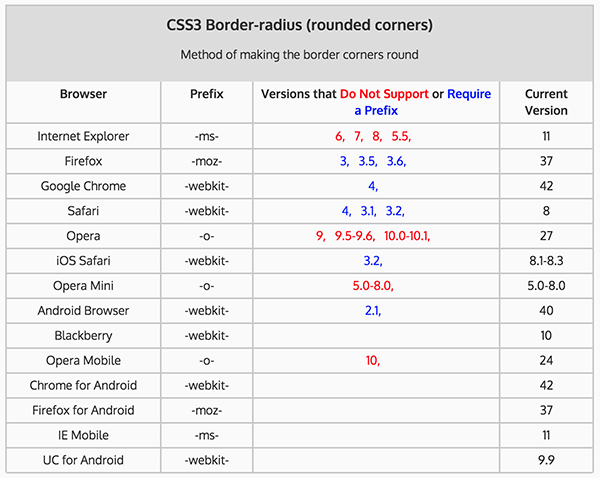 CSS3 Border-radius (rounded corners)
Method of making the border corners round
Browser Prefix Versions that Do Not Support or Require a Prefix Current Version
Internet Explorer -ms- 6, 7, 8, 5.5, 11
Firefox -moz- 3, 3.5, 3.6, 37
Google Chrome -webkit- 4, 42
Safari -webkit- 4, 3.1, 3.2, 8
Opera -o- 9, 9.5-9.6, 10.0-10.1, 27
iOS Safari -webkit- 3.2, 8.1-8.3
Opera Mini -o- 5.0-8.0, 5.0-8.0
Android Browser -webkit- 2.1, 40
Blackberry -webkit- 10
Opera Mobile -o- 10, 24
Chrome for Android -webkit- 42
Firefox for Android -moz- 37
IE Mobile -ms- 11
UC for Android -webkit- 9.9